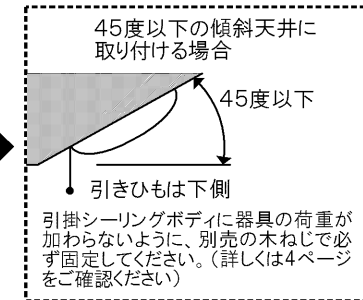 45度以下の傾斜天井に
取り付ける場合
45度以下
引きひもは下側
引掛シーリングボディに器具の荷重が
加わらないように、別売の木ねじで必
ず固定してください。（詳しくは4ページ
をご確認ください）